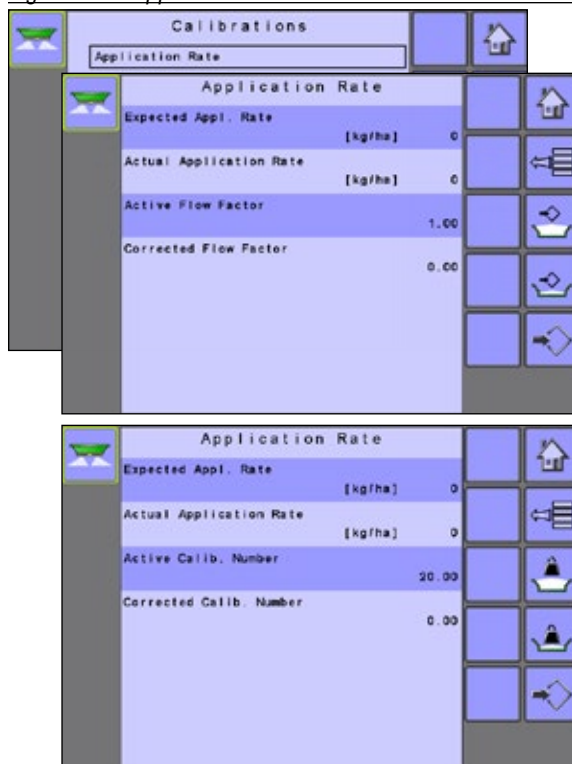 Calibrations
Application Rate
Application Rate
Expected Appl. Rate
[kg/ha] 0
Actual Application Rate
[kg/ha] 0
Active Flow Factor
1.00
Corrected Flow Factor
0.00
Application Rate
Expected Appl. Rate
[kg/ha] 0
Actual Application Rate
[kg/ha] 0
Active Calib. Number
20.00
Corrected Calib. Number
0.00